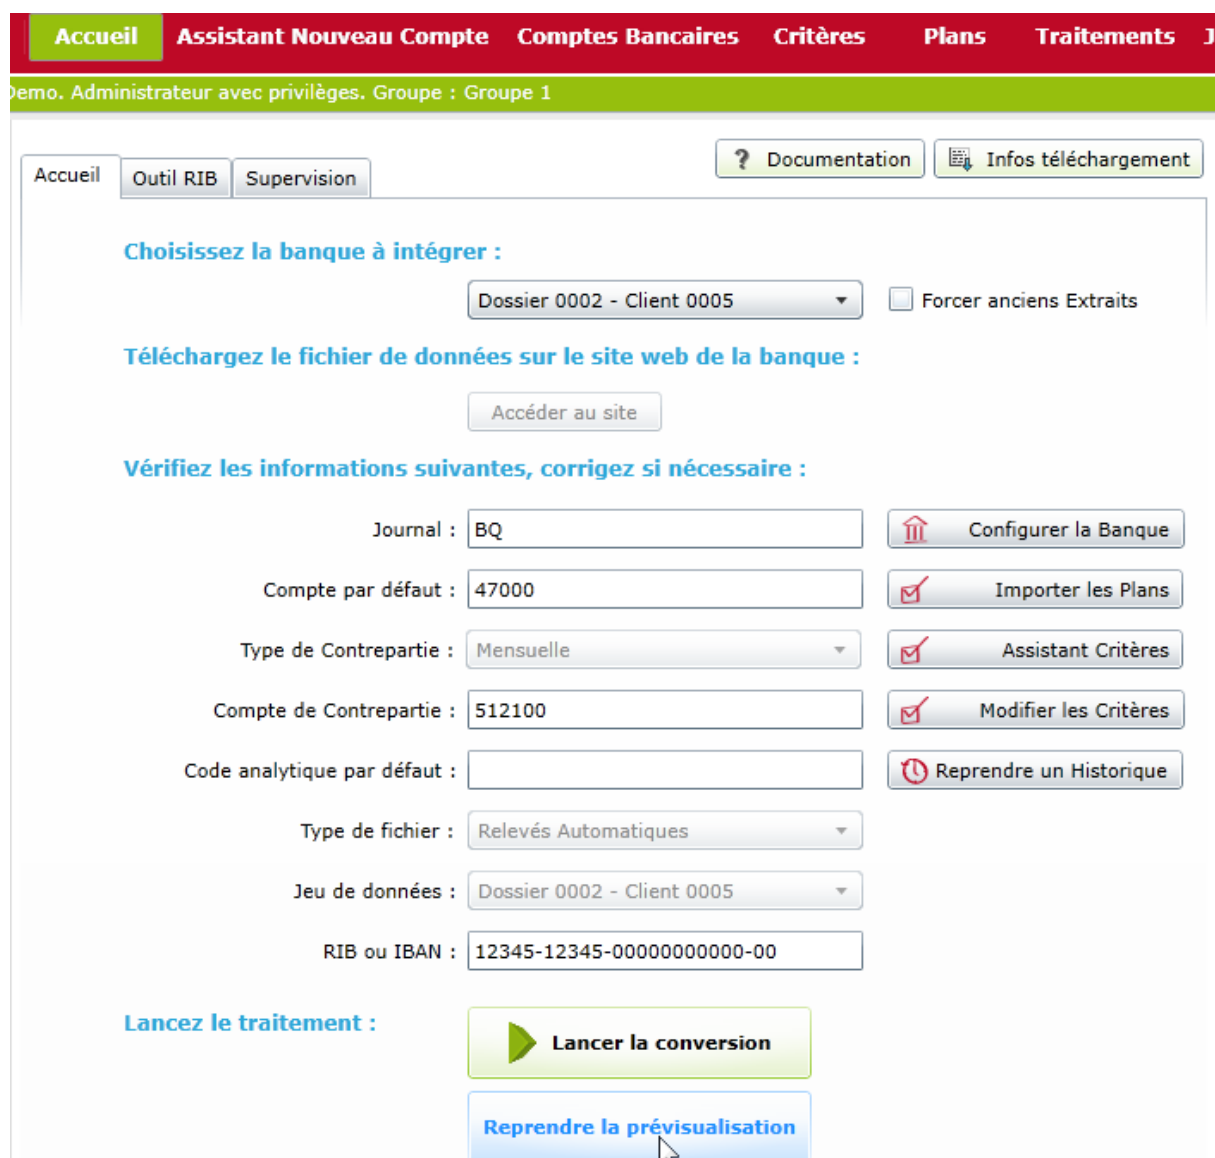 Accueil Assistant Nouveau Compte Comptes Bancaires Critères Plans Traitements J
Demo. Administrateur avec privilèges. Groupe : Groupe 1
? Documentation Infos téléchargement
Accueil Outil RIB Supervision
Choisissez la banque à intégrer :
Dossier 0002 - Client 0005 Forcer anciens Extraits
Téléchargez le fichier de données sur le site web de la banque :
Accéder au site
Vérifiez les informations suivantes, corrigez si nécessaire :
Journal : BQ Configurer la Banque
Compte par défaut : 47000 Importer les Plans
Type de Contrepartie : Mensuelle Assistant Critères
Compte de Contrepartie : 512100 Modifier les Critères
Code analytique par défaut : Reprendre un Historique
Type de fichier : Relevés Automatiques
Jeu de données : Dossier 0002 - Client 0005
RIB ou IBAN : 12345-12345-00000000000-00
Lancez le traitement :
Lancer la conversion
Reprendre la prévisualisation